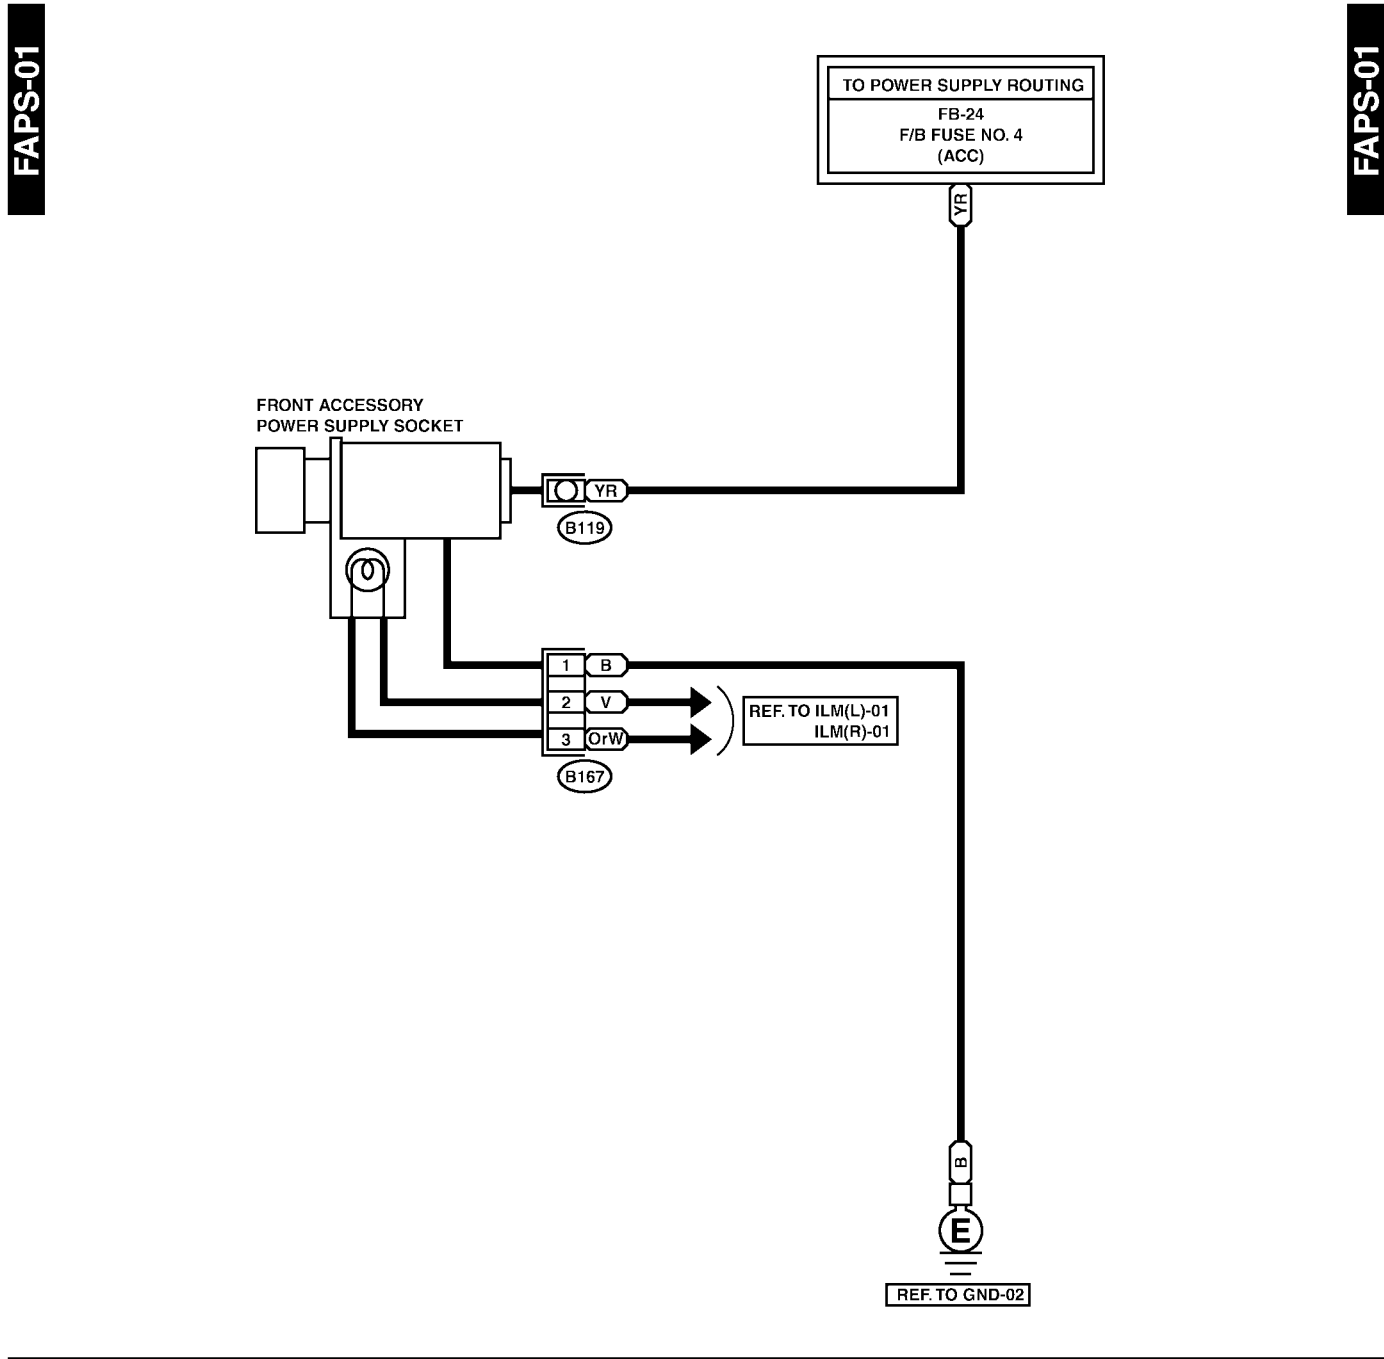 FAPS-01
FAPS-01
TO POWER SUPPLY ROUTING
FB-24
F/B FUSE NO. 4
(ACC)
YR
FRONT ACCESSORY
POWER SUPPLY SOCKET
YR
B119
1 B
2 V
3 OrW
B167
REF. TO ILM(L)-01
ILM(R)-01
B
E
REF. TO GND-02